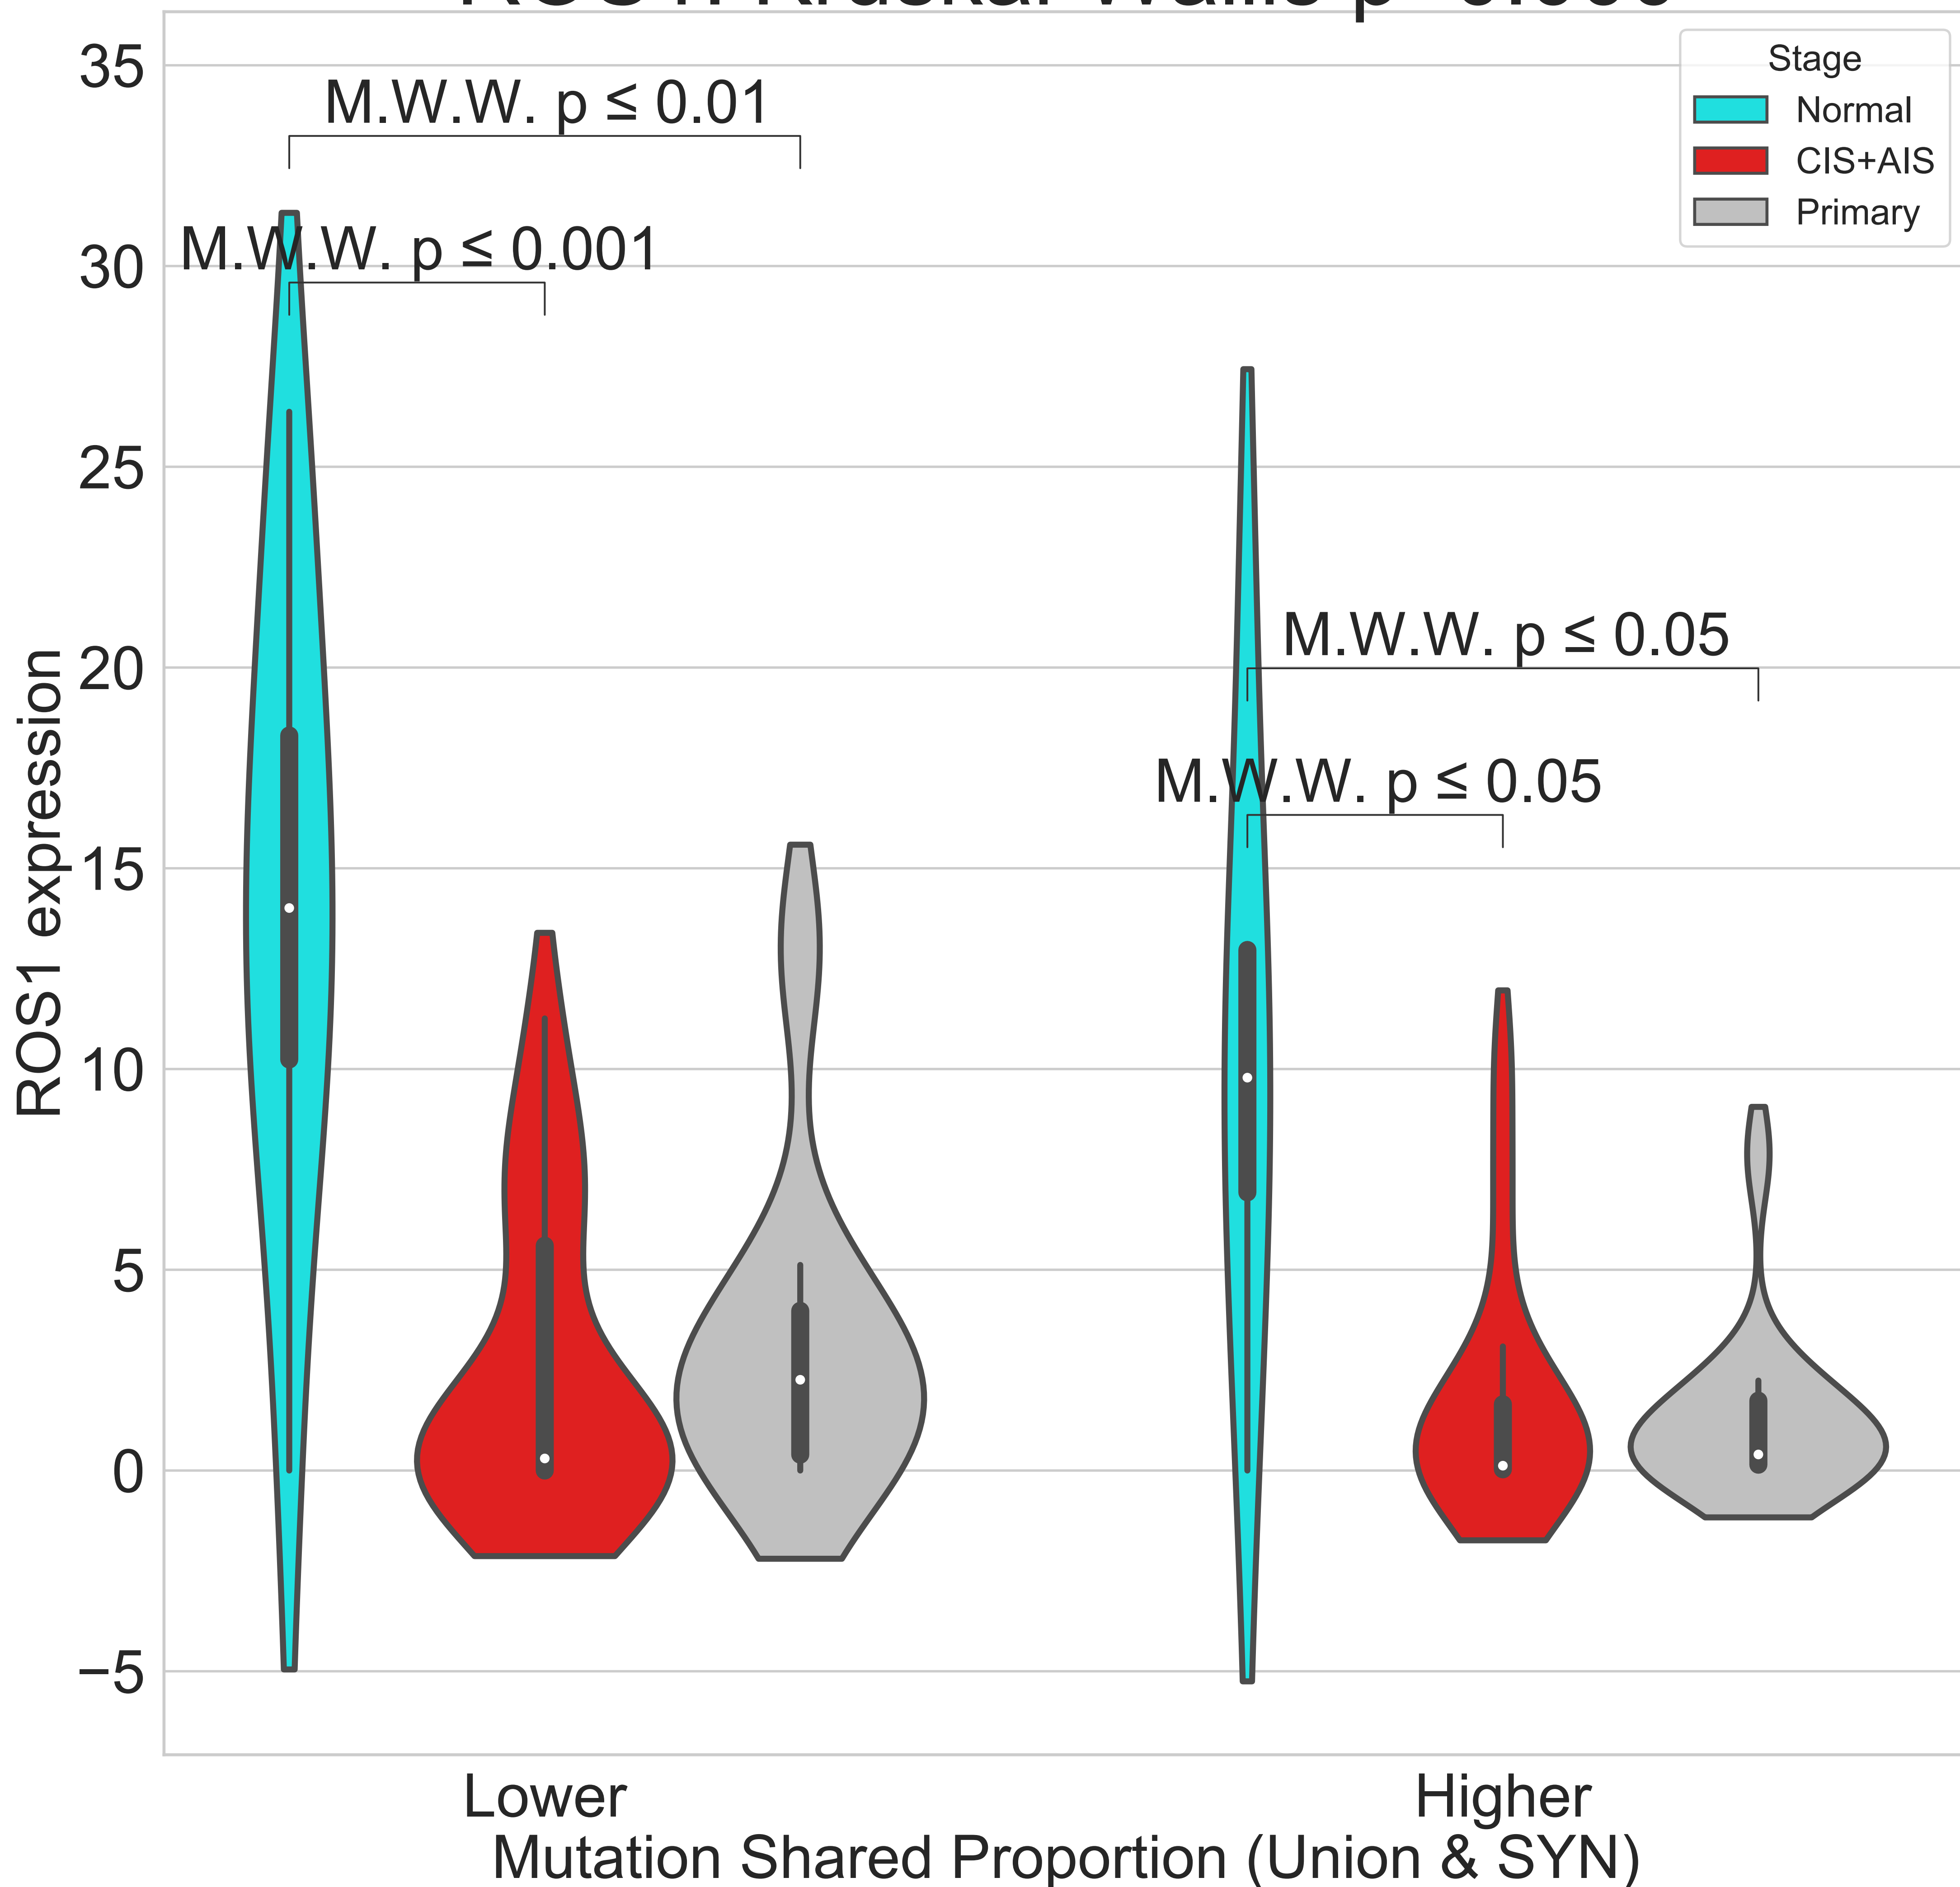 35
30
25
20
15
10
5
0
−5
ROS1 expression
M.W.W. p ≤ 0.01
M.W.W. p ≤ 0.001
M.W.W. p ≤ 0.05
M.W.W. p ≤ 0.05
Stage
Normal
CIS+AIS
Primary
Lower
Higher
Mutation Shared Proportion (Union & SYN)